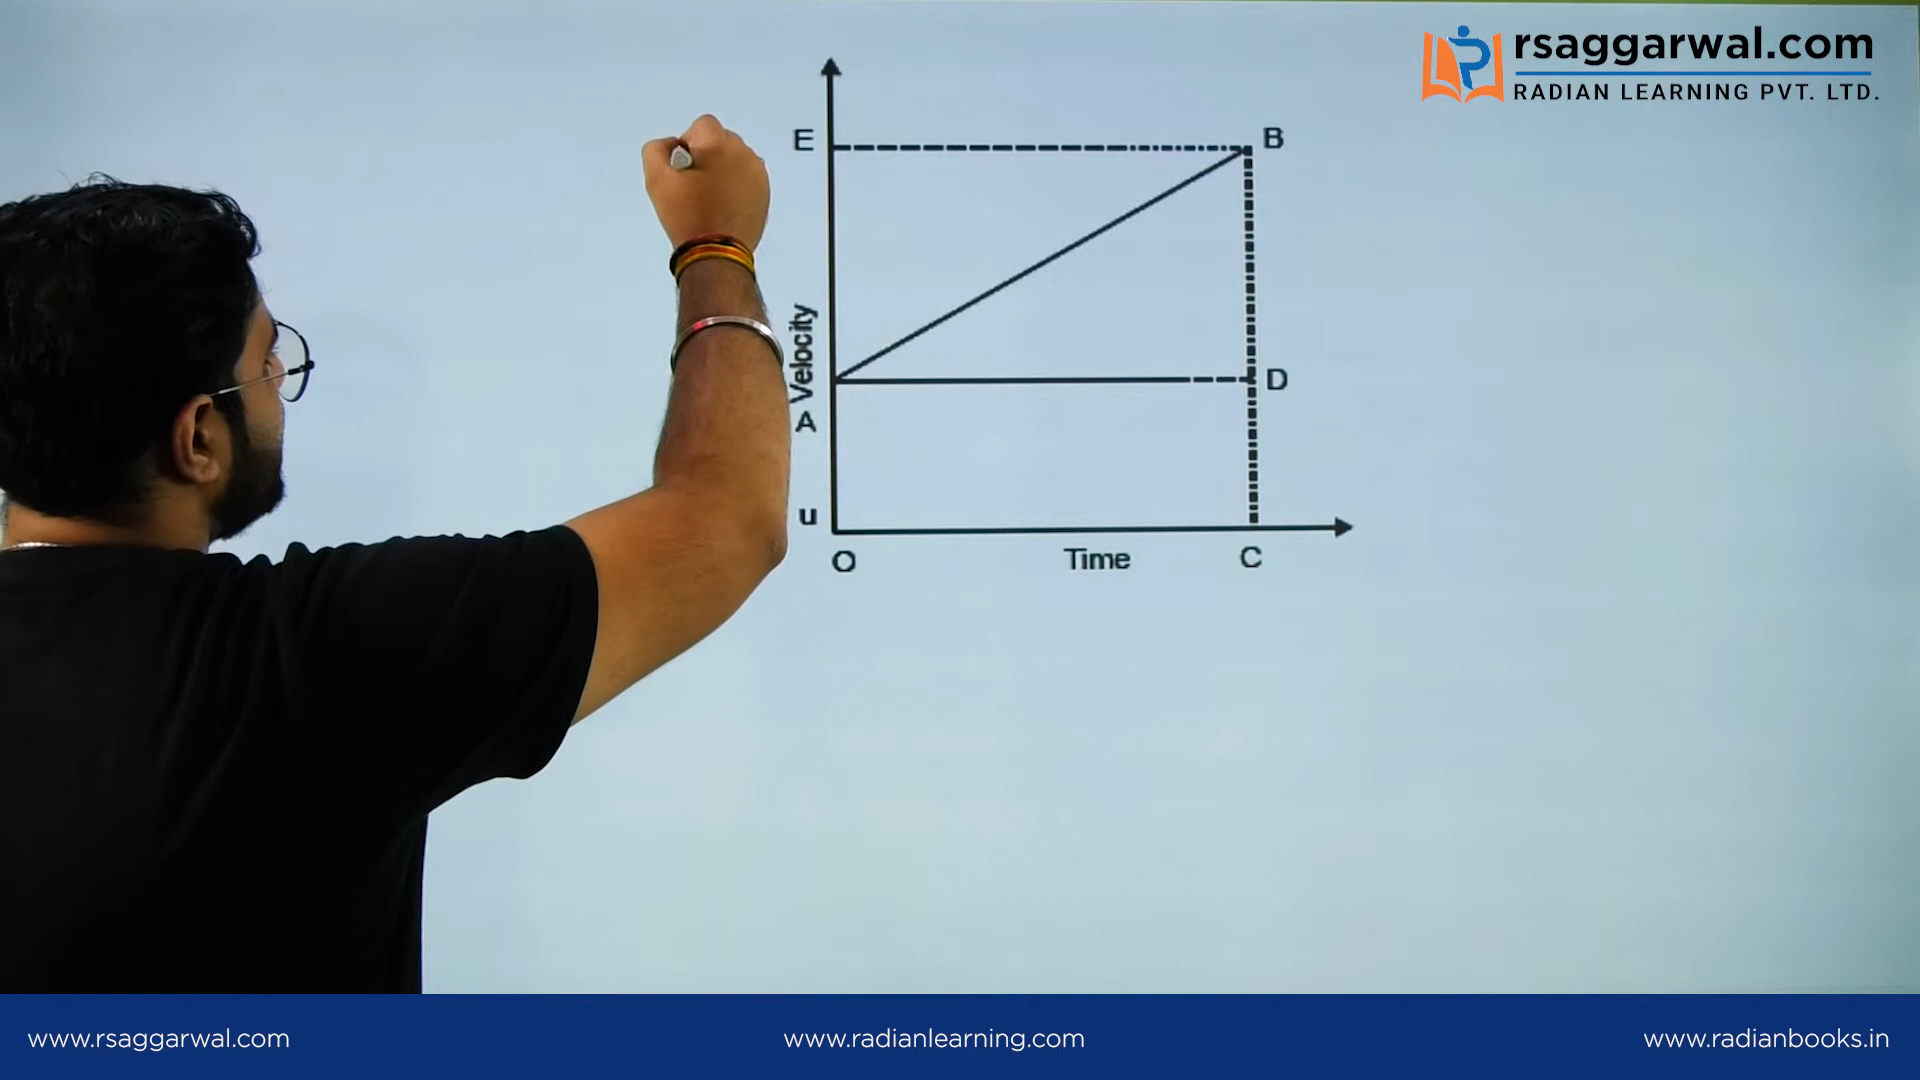 rsaggarwal.com
RADIAN LEARNING PVT. LTD.
E
B
Velocity
D
A
u
O
Time
C
www.rsaggarwal.com
www.radianlearning.com
www.radianbooks.in